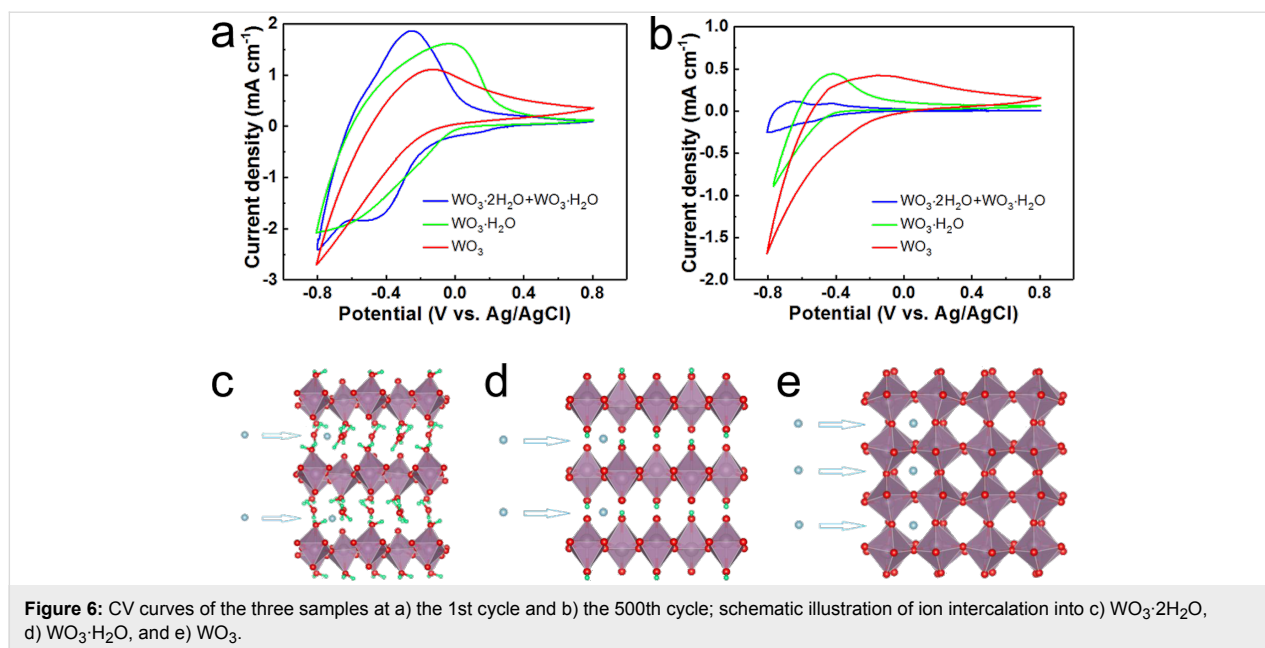 a
2
1
0
-1
-2
-3
Current density (mA cm⁻¹)
WO₃·2H₂O+WO₃·H₂O
WO₃·H₂O
WO₃
-0.8 -0.4 0.0 0.4 0.8
Potential (V vs. Ag/AgCl)
b
1.0
0.5
0.0
-0.5
-1.0
-1.5
-2.0
Current density (mA cm⁻¹)
WO₃·2H₂O+WO₃·H₂O
WO₃·H₂O
WO₃
-0.8 -0.4 0.0 0.4 0.8
Potential (V vs. Ag/AgCl)
c
d
e
Figure 6: CV curves of the three samples at a) the 1st cycle and b) the 500th cycle; schematic illustration of ion intercalation into c) WO₃·2H₂O,
d) WO₃·H₂O, and e) WO₃.